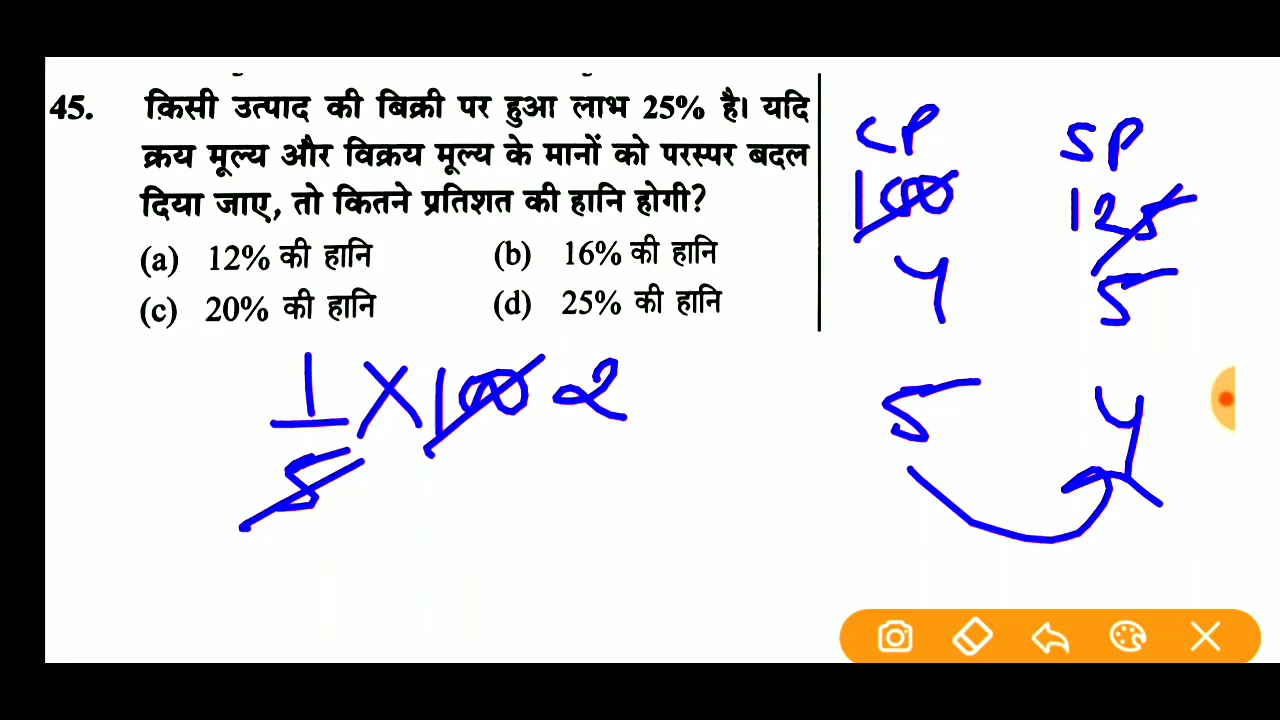 45. किसी उत्पाद की बिक्री पर हुआ लाभ 25% है। यदि
क्रय मूल्य और विक्रय मूल्य के मानों को परस्पर बदल
दिया जाए, तो कितने प्रतिशत की हानि होगी?
(a) 12% की हानि (b) 16% की हानि
(c) 20% की हानि (d) 25% की हानि
CP SP
100 125
4 5
5 4
1/5 × 100 2